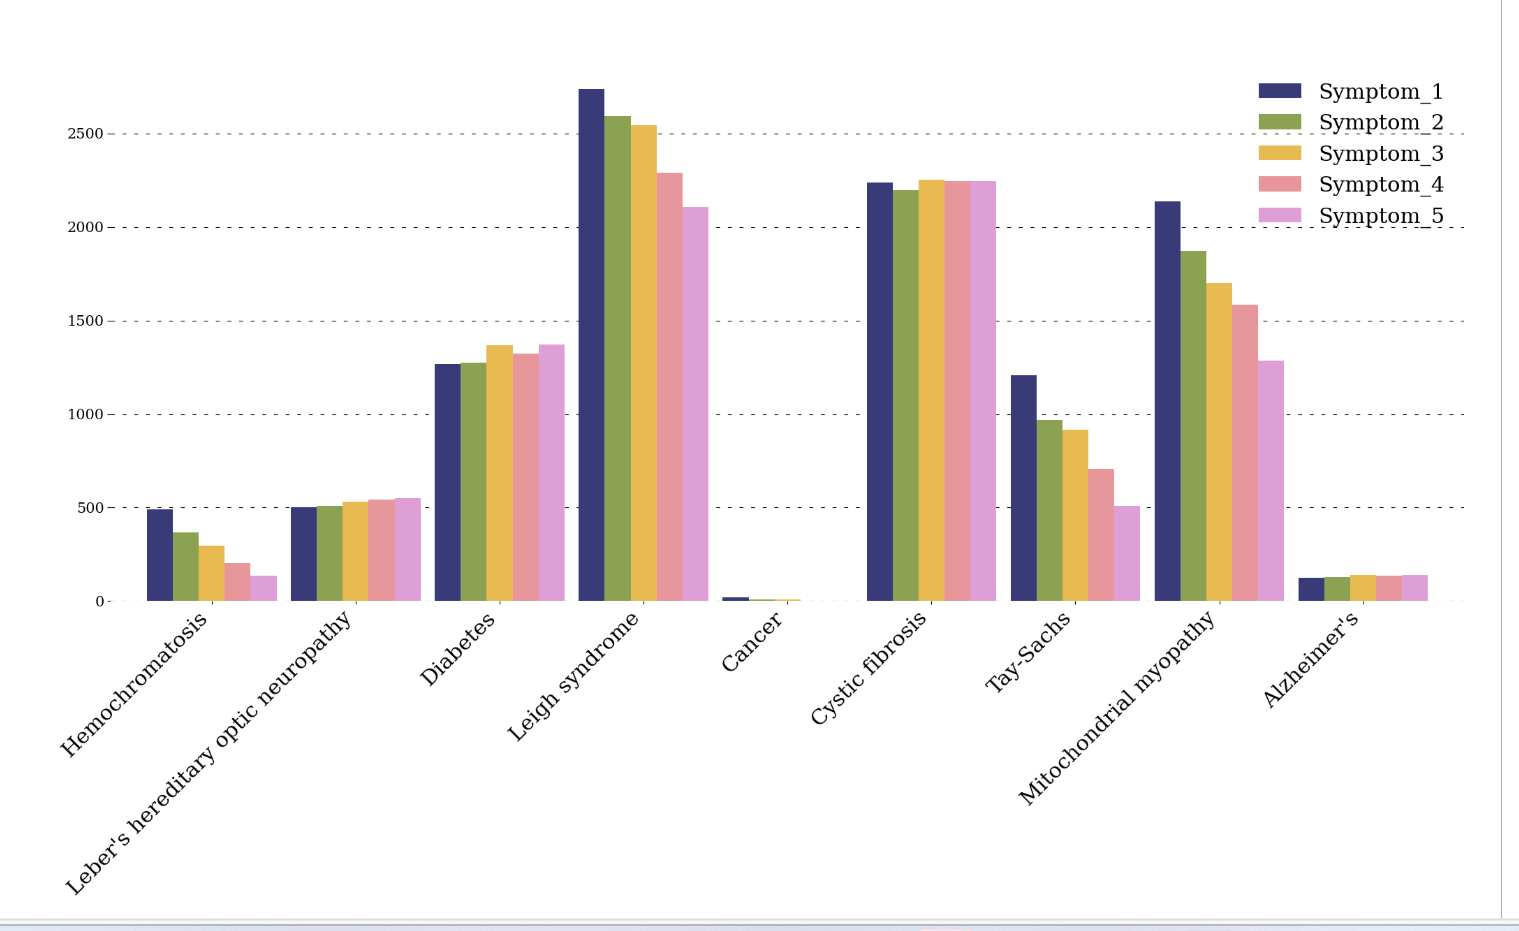 Symptom_1
Symptom_2
Symptom_3
Symptom_4
Symptom_5
2500
2000
1500
1000
500
0
Hemochromatosis
Leber's hereditary optic neuropathy
Diabetes
Leigh syndrome
Cancer
Cystic fibrosis
Tay-Sachs
Mitochondrial myopathy
Alzheimer's